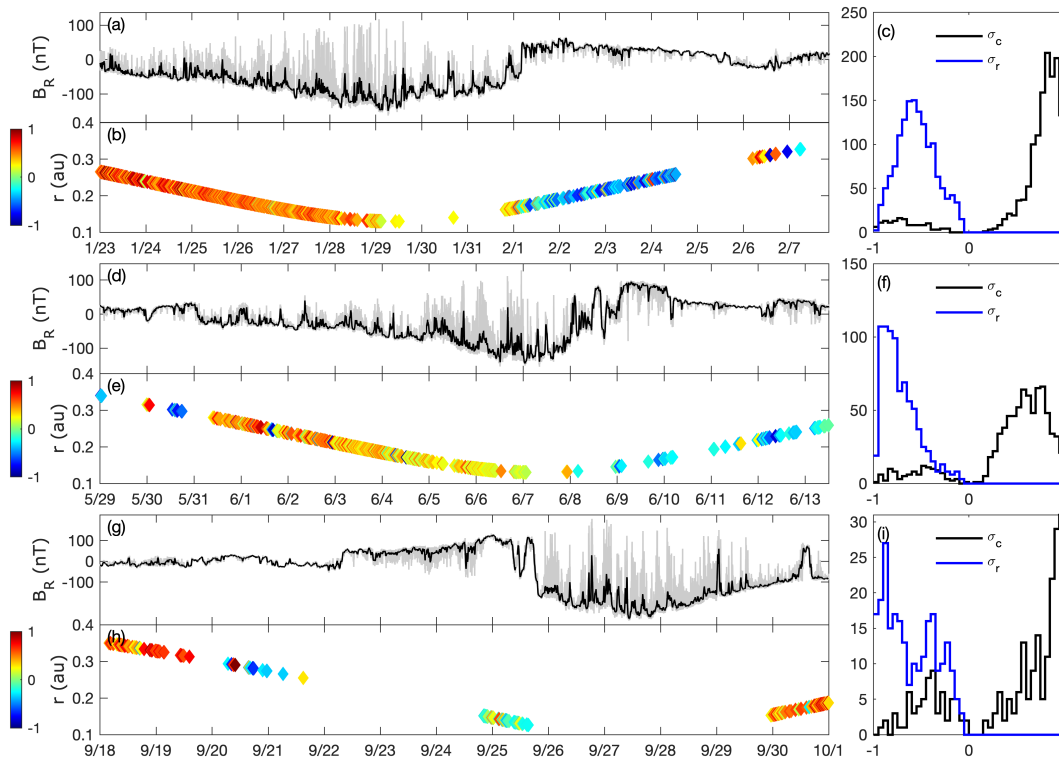 (a)
B_R (nT)
100
0
-100
(b)
r (au)
0.4
0.3
0.2
0.1
1
0
-1
1/23 1/24 1/25 1/26 1/27 1/28 1/29 1/30 1/31 2/1 2/2 2/3 2/4 2/5 2/6 2/7
(c)
σ_c
σ_r
250
200
150
100
50
0
-1 0
(d)
B_R (nT)
100
0
-100
(e)
r (au)
0.4
0.3
0.2
0.1
1
0
-1
5/29 5/30 5/31 6/1 6/2 6/3 6/4 6/5 6/6 6/7 6/8 6/9 6/10 6/11 6/12 6/13
(f)
σ_c
σ_r
150
100
50
0
-1 0
(g)
B_R (nT)
100
0
-100
(h)
r (au)
0.4
0.3
0.2
0.1
1
0
-1
9/18 9/19 9/20 9/21 9/22 9/23 9/24 9/25 9/26 9/27 9/28 9/29 9/30 10/1
(i)
σ_c
σ_r
30
25
20
15
10
5
0
-1 0